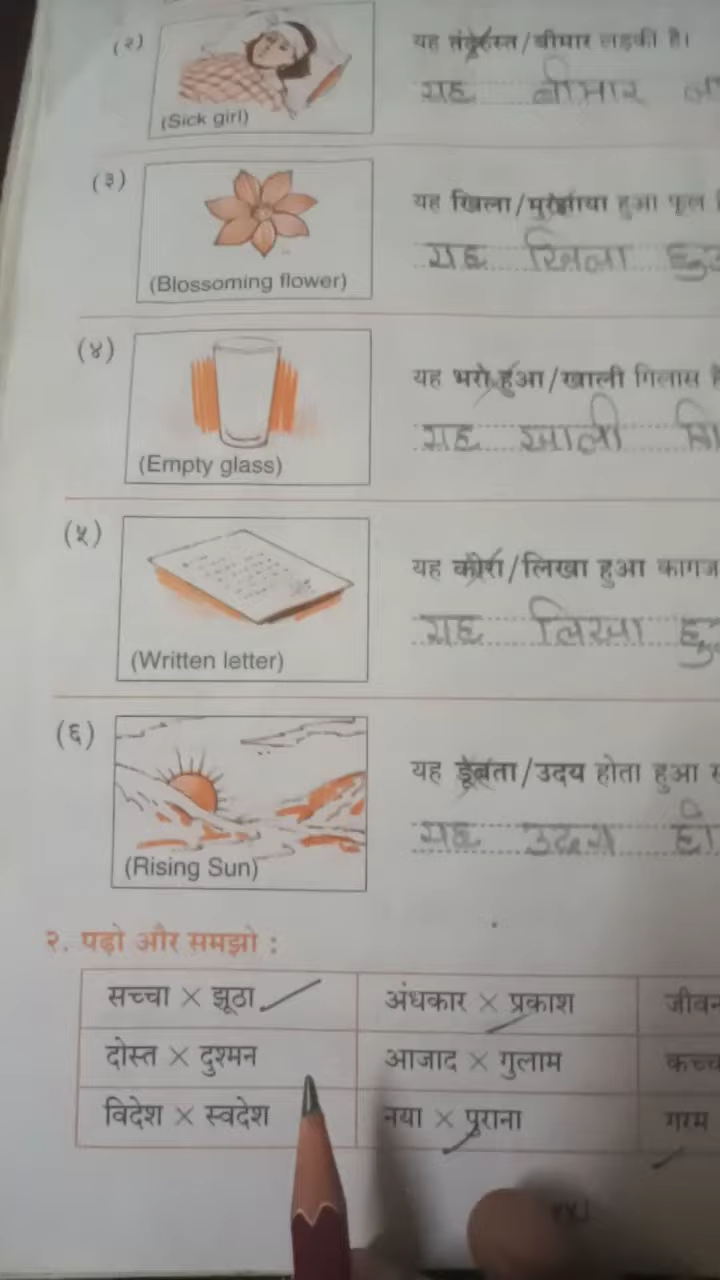 (२)
यह तंदुरुस्त/बीमार लड़की है।
यह बीमार
(Sick girl)
(३)
यह खिला/मुरझाया हुआ फूल
यह खिला
(Blossoming flower)
(४)
यह भरा हुआ/खाली गिलास
यह खाली
(Empty glass)
(५)
यह कोरा/लिखा हुआ कागज
यह लिखा
(Written letter)
(६)
यह डूबता/उदय होता हुआ
यह उदय हो
(Rising Sun)
२. पढ़ो और समझो :
सच्चा × झूठा अंधकार × प्रकाश जीवन
दोस्त × दुश्मन आजाद × गुलाम
विदेश × स्वदेश नया × पुराना गरम